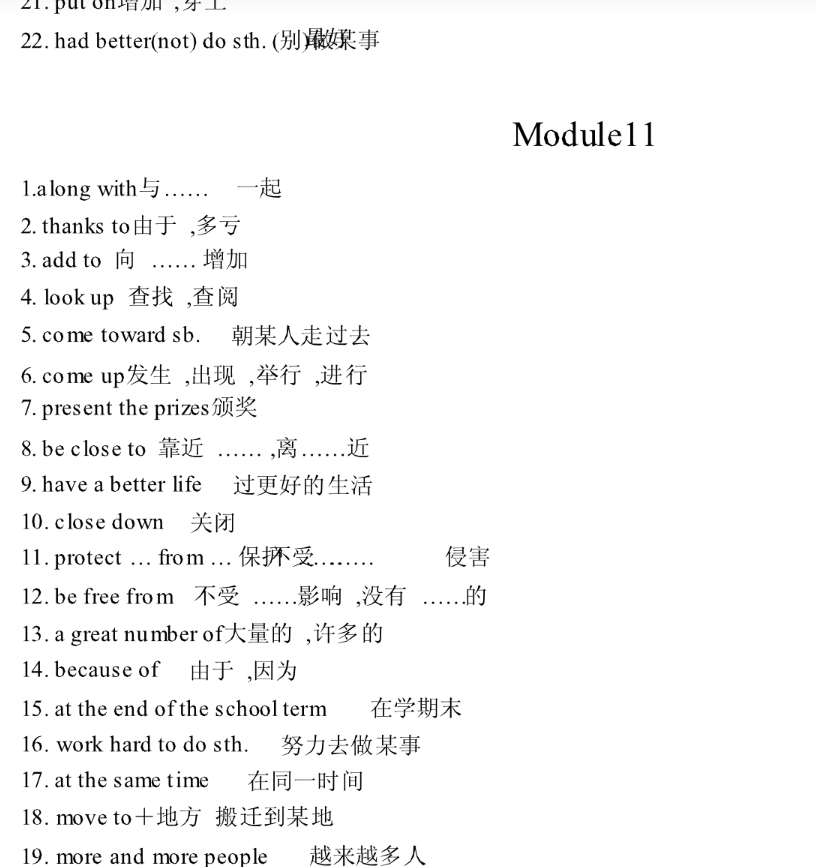 21. put on增加 ,穿上
22. had better(not) do sth. (别)最好做某事
Module11
1.along with与…… 一起
2. thanks to由于 ,多亏
3. add to 向 ……增加
4. look up 查找 ,查阅
5. come toward sb. 朝某人走过去
6. come up发生 ,出现 ,举行 ,进行
7. present the prizes颁奖
8. be close to 靠近 …… ,离……近
9. have a better life 过更好的生活
10. close down 关闭
11. protect … from … 保护不受……… 侵害
12. be free from 不受 ……影响 ,没有 ……的
13. a great number of大量的 ,许多的
14. because of 由于 ,因为
15. at the end of the school term 在学期末
16. work hard to do sth. 努力去做某事
17. at the same time 在同一时间
18. move to＋地方 搬迁到某地
19. more and more people 越来越多人